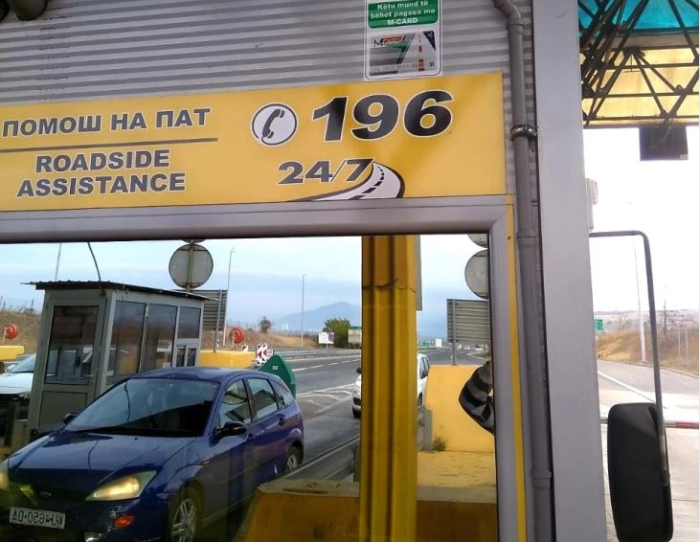 Këtu mund të
bëhet pagesa me
M-CARD
ПОМОШ НА ПАТ
ROADSIDE
ASSISTANCE
196
24/7